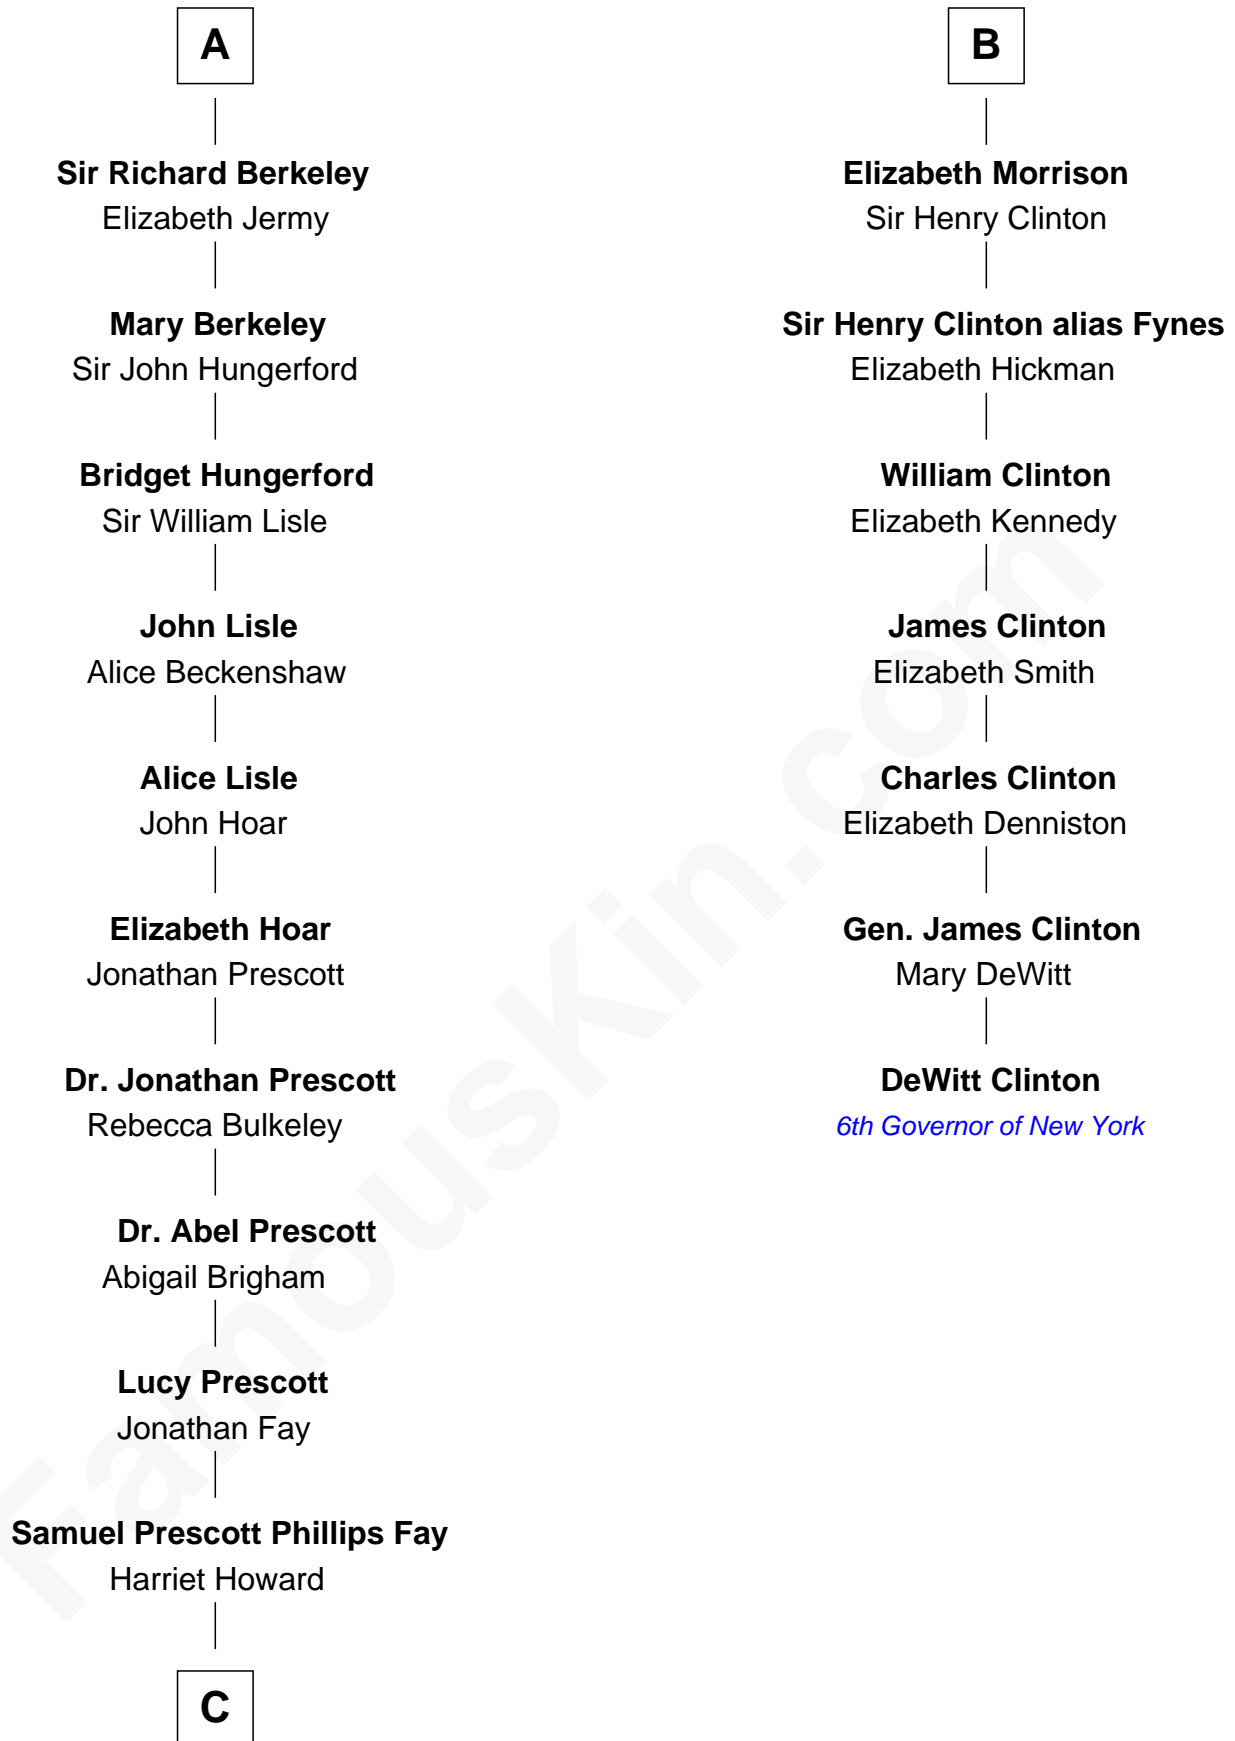 A
Sir Richard Berkeley
Elizabeth Jermy
Mary Berkeley
Sir John Hungerford
Bridget Hungerford
Sir William Lisle
John Lisle
Alice Beckenshaw
Alice Lisle
John Hoar
Elizabeth Hoar
Jonathan Prescott
Dr. Jonathan Prescott
Rebecca Bulkeley
Dr. Abel Prescott
Abigail Brigham
Lucy Prescott
Jonathan Fay
Samuel Prescott Phillips Fay
Harriet Howard
C
B
Elizabeth Morrison
Sir Henry Clinton
Sir Henry Clinton alias Fynes
Elizabeth Hickman
William Clinton
Elizabeth Kennedy
James Clinton
Elizabeth Smith
Charles Clinton
Elizabeth Denniston
Gen. James Clinton
Mary DeWitt
DeWitt Clinton
6th Governor of New York
FamousKin.com